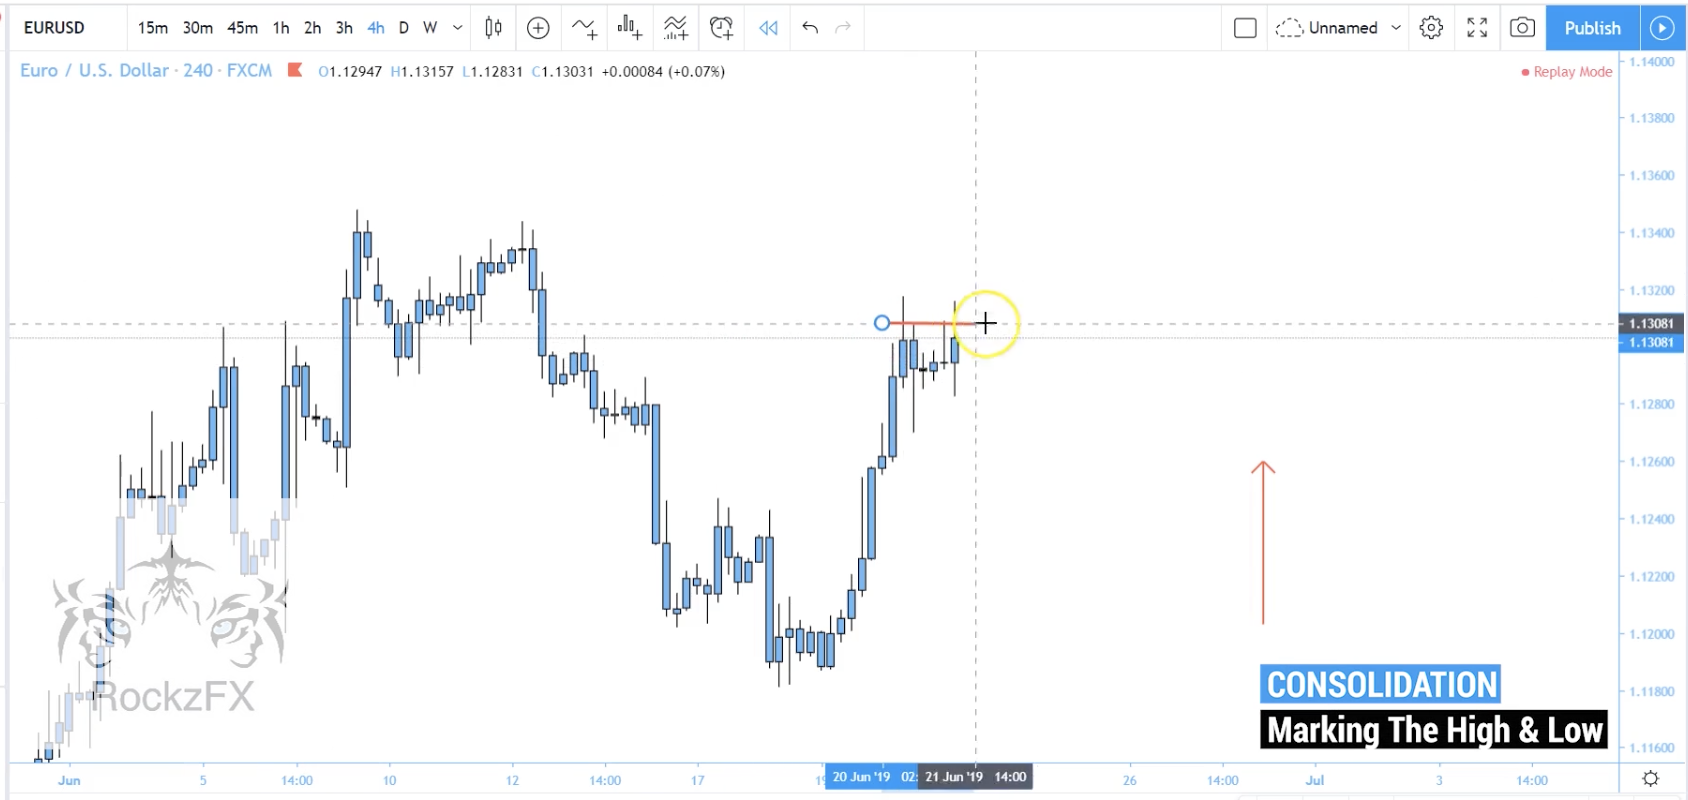 EURUSD 15m 30m 45m 1h 2h 3h 4h D W Unnamed Publish
Euro / U.S. Dollar · 240 · FXCM O1.12947 H1.13157 L1.12831 C1.13031 +0.00084 (+0.07%)
Replay Mode
1.14000
1.13800
1.13600
1.13400
1.13200
1.13081
1.13081
1.12800
1.12600
1.12400
1.12200
1.12000
1.11800
1.11600
RockzFX
CONSOLIDATION
Marking The High & Low
Jun 5 14:00 10 12 14:00 17 20 Jun '19 02: 21 Jun '19 14:00 26 14:00 Jul 3 14:00